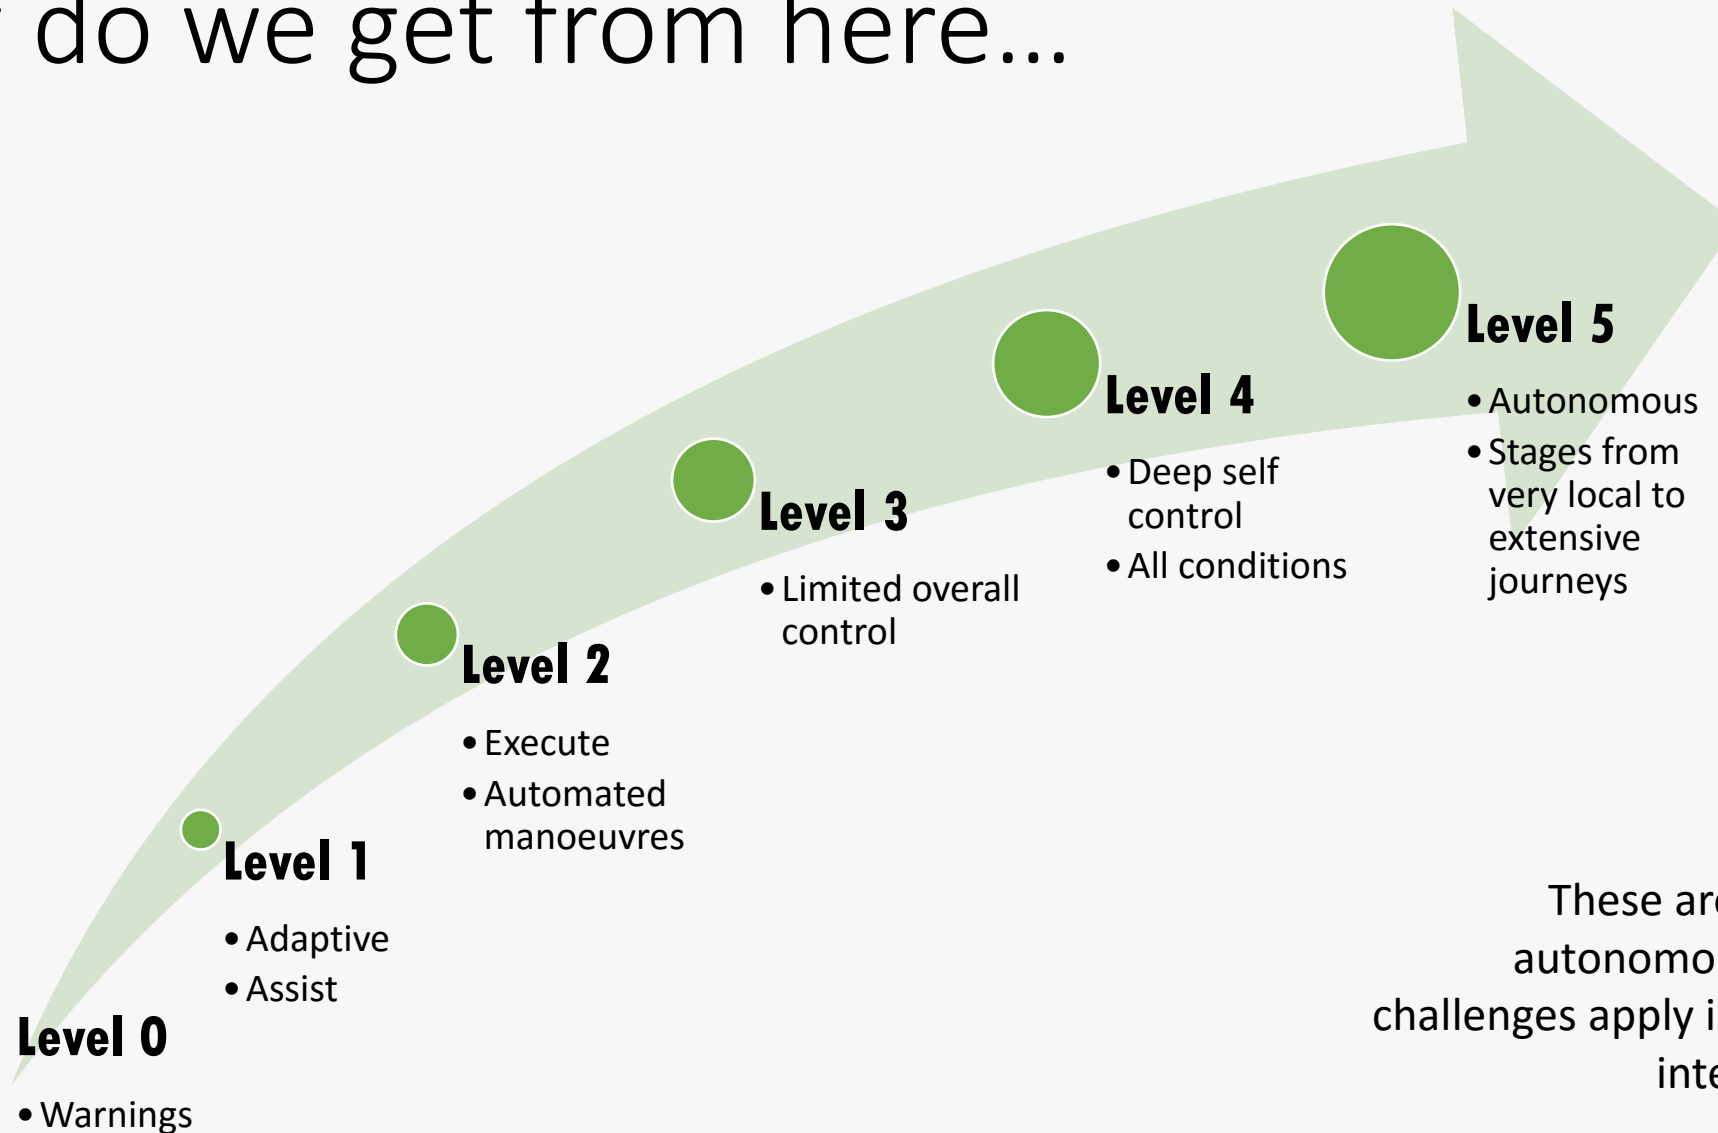 do we get from here...
Level 5
• Autonomous
• Stages from
very local to
extensive
journeys
Level 4
• Deep self
control
• All conditions
Level 3
• Limited overall
control
Level 2
• Execute
• Automated
manoeuvres
Level 1
• Adaptive
• Assist
Level 0
• Warnings
These are
autonomo
challenges apply i
inte